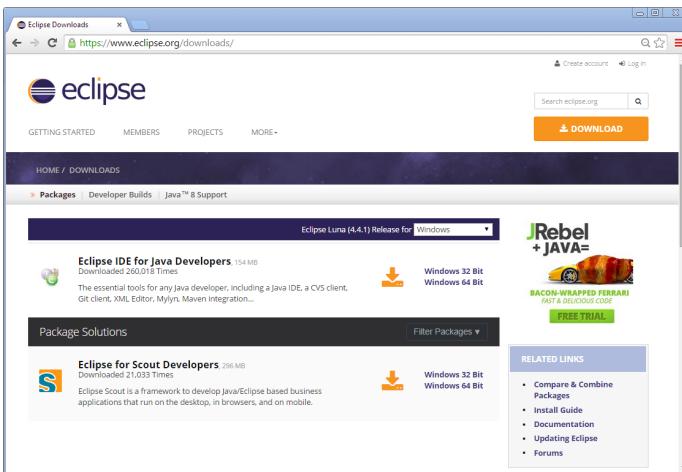 Eclipse Downloads
https://www.eclipse.org/downloads/
Create account Log in
eclipse
Search eclipse.org
GETTING STARTED MEMBERS PROJECTS MORE
DOWNLOAD
HOME / DOWNLOADS
Packages Developer Builds Java™ 8 Support
Eclipse Luna (4.4.1) Release for Windows
Eclipse IDE for Java Developers, 154 MB
Downloaded 260,018 Times
The essential tools for any Java developer, including a Java IDE, a CVS client,
Git client, XML Editor, Mylyn, Maven integration...
Windows 32 Bit
Windows 64 Bit
JRebel
+ JAVA=
BACON-WRAPPED FERRARI
FAST & DELICIOUS CODE
FREE TRIAL
Package Solutions Filter Packages ▾
Eclipse for Scout Developers, 296 MB
Downloaded 21,033 Times
Eclipse Scout is a framework to develop Java/Eclipse based business
applications that run on the desktop, in browsers, and on mobile.
Windows 32 Bit
Windows 64 Bit
RELATED LINKS
• Compare & Combine
Packages
• Install Guide
• Documentation
• Updating Eclipse
• Forums